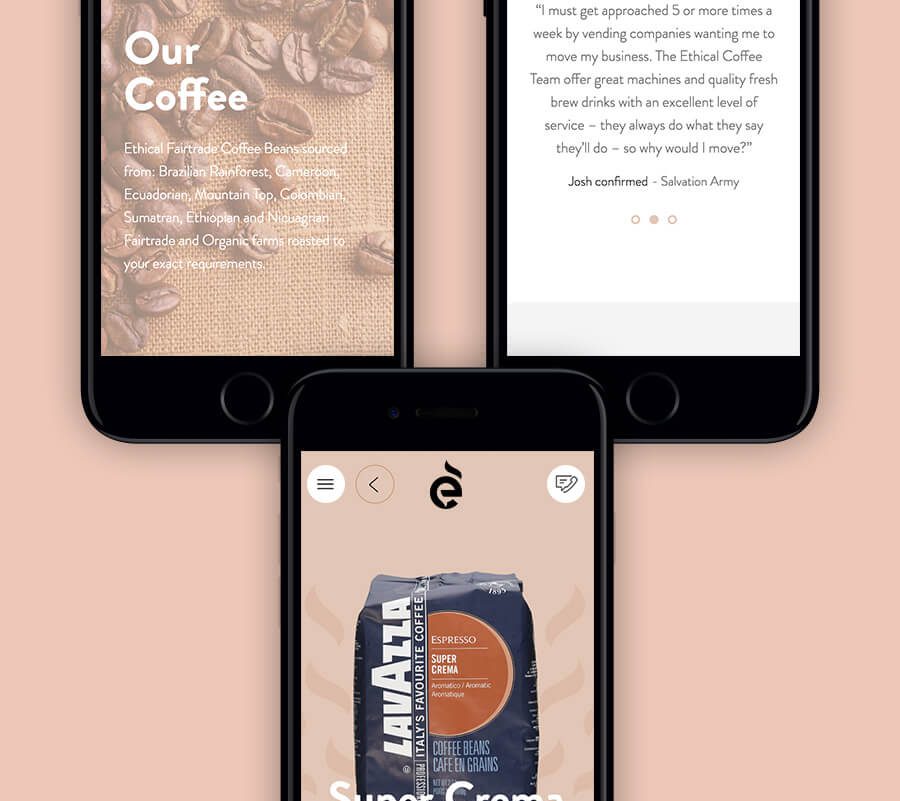 Our
Coffee
Ethical Fairtrade Coffee Beans sourced
from: Brazilian Rainforest, Cameroon,
Ecuadorian, Mountain Top, Colombian,
Sumatran, Ethiopian and Nicuagrian
Fairtrade and Organic farms roasted to
your exact requirements.
“I must get approached 5 or more times a
week by vending companies wanting me to
move my business. The Ethical Coffee
Team offer great machines and quality fresh
brew drinks with an excellent level of
service – they always do what they say
they’ll do – so why would I move?”
Josh confirmed - Salvation Army
è
1895
LAVAZZA
ITALY'S FAVOURITE COFFEE
ESPRESSO
SUPER
CREMA
Aromatico / Aromatic
Aromatique
COFFEE BEANS
CAFE EN GRAINS
Super Crema